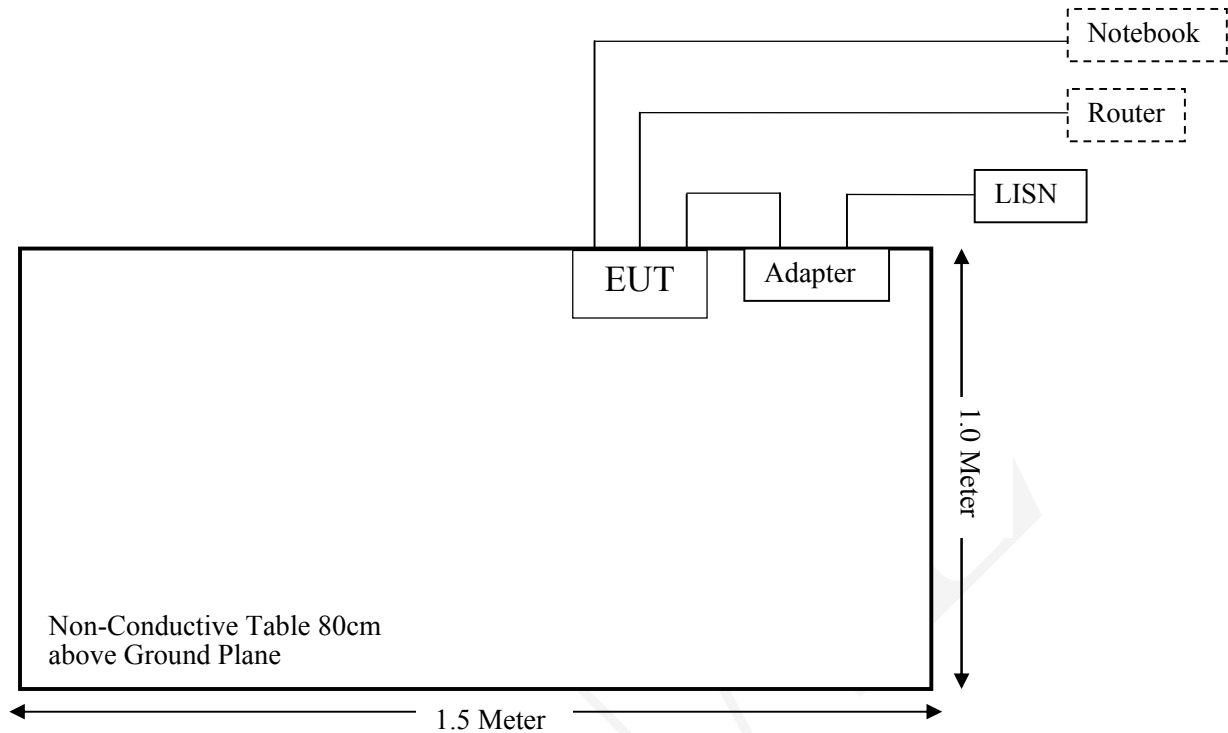 Notebook
Router
LISN
EUT
Adapter
1.0 Meter
Non-Conductive Table 80cm
above Ground Plane
1.5 Meter